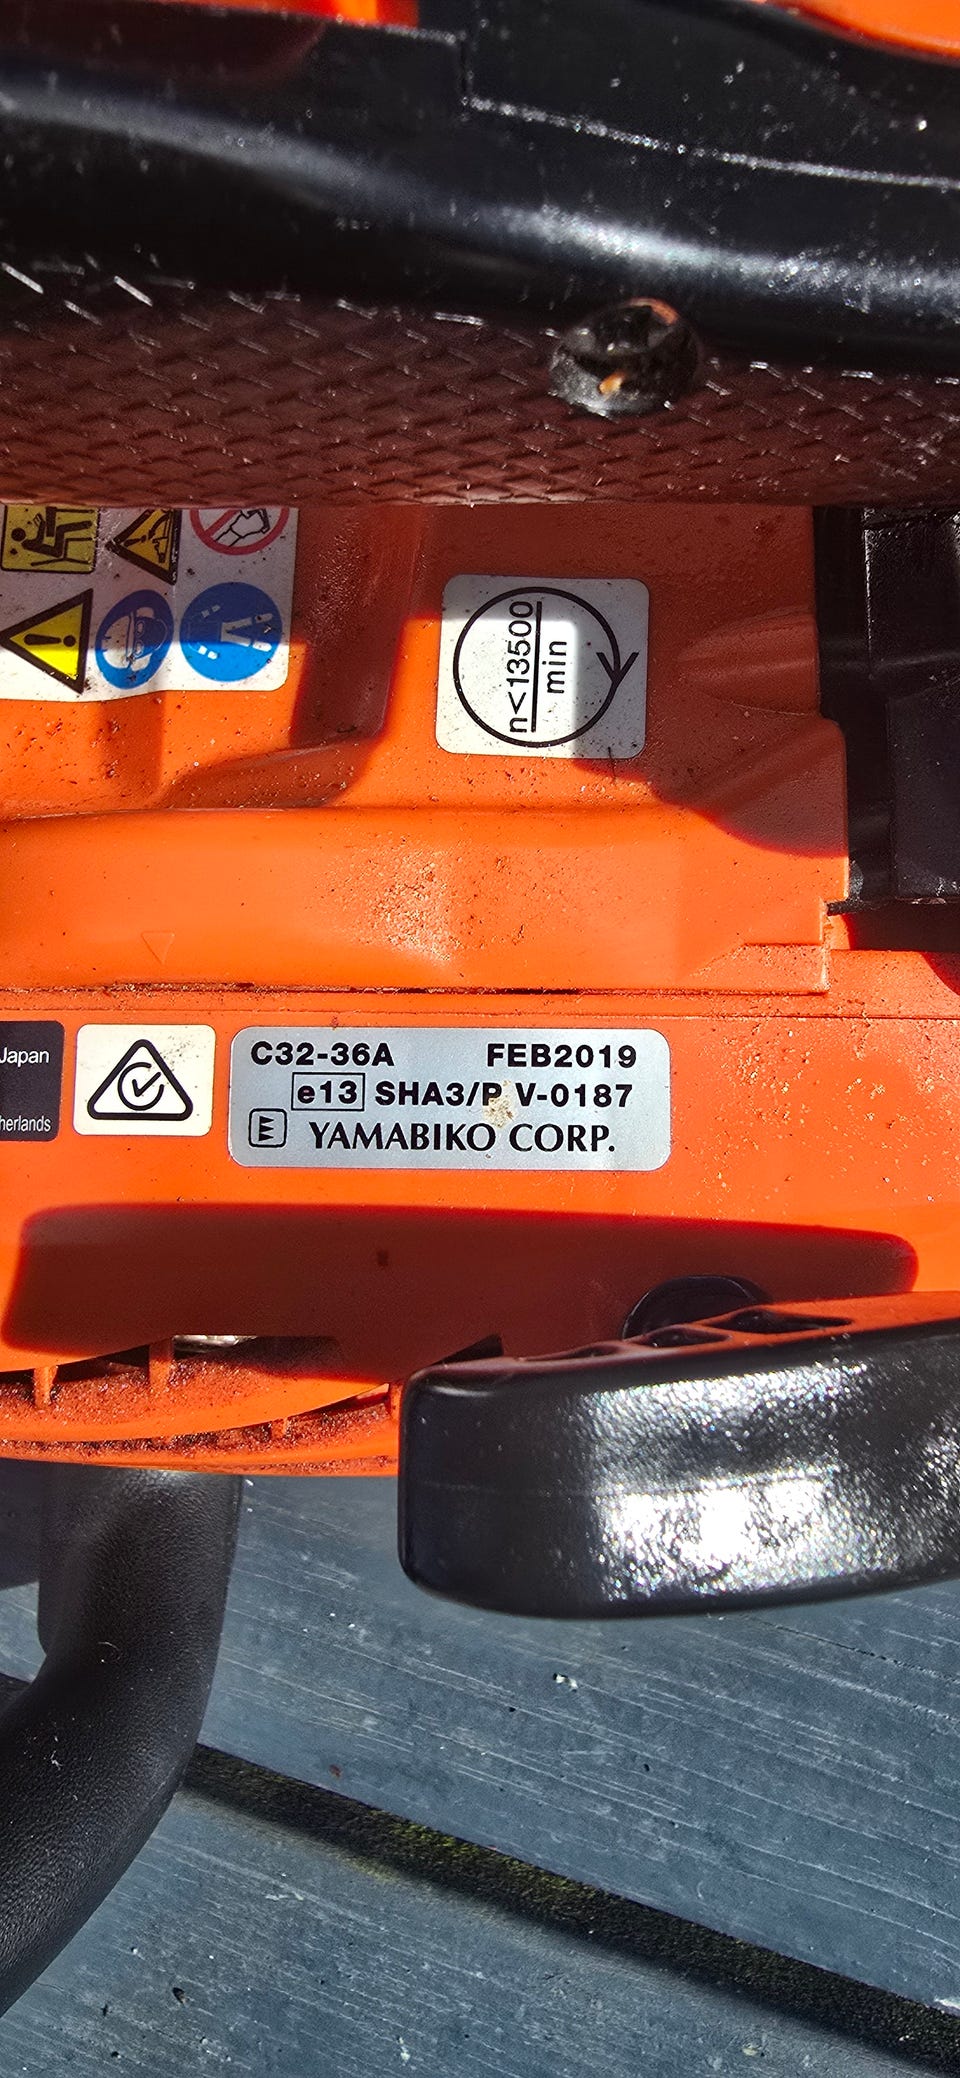 n<13500
min
Japan
herlands
C32-36A FEB2019
e13 SHA3/P V-0187
YAMABIKO CORP.